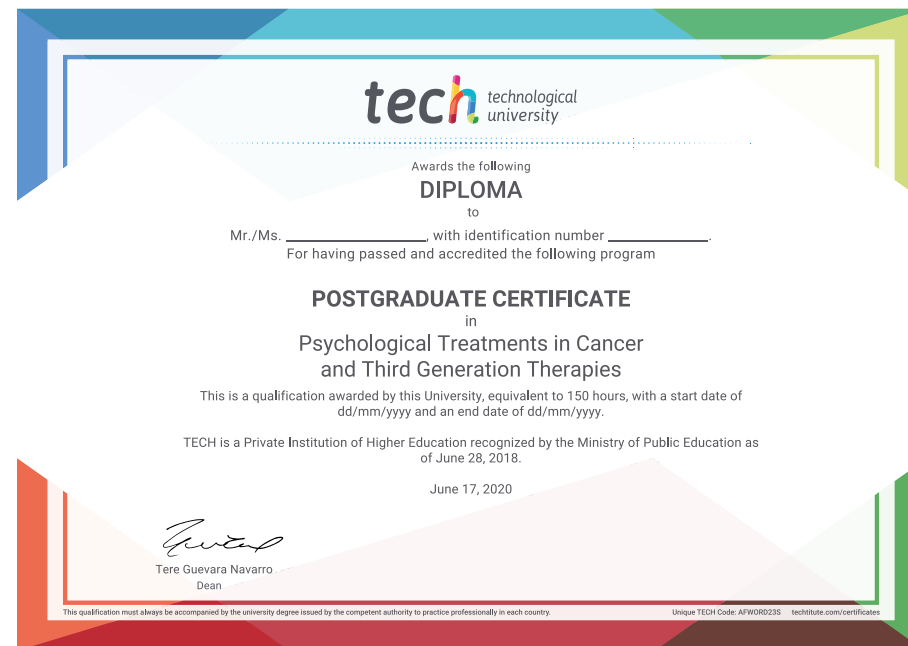 tech technological
university
Awards the following
DIPLOMA
to
Mr./Ms. ____________________, with identification number ______________.
For having passed and accredited the following program
POSTGRADUATE CERTIFICATE
in
Psychological Treatments in Cancer
and Third Generation Therapies
This is a qualification awarded by this University, equivalent to 150 hours, with a start date of
dd/mm/yyyy and an end date of dd/mm/yyyy.
TECH is a Private Institution of Higher Education recognized by the Ministry of Public Education as
of June 28, 2018.
June 17, 2020
Tere Guevara Navarro
Dean
This qualification must always be accompanied by the university degree issued by the competent authority to practice professionally in each country. Unique TECH Code: AFWORD23S techtitute.com/certificates